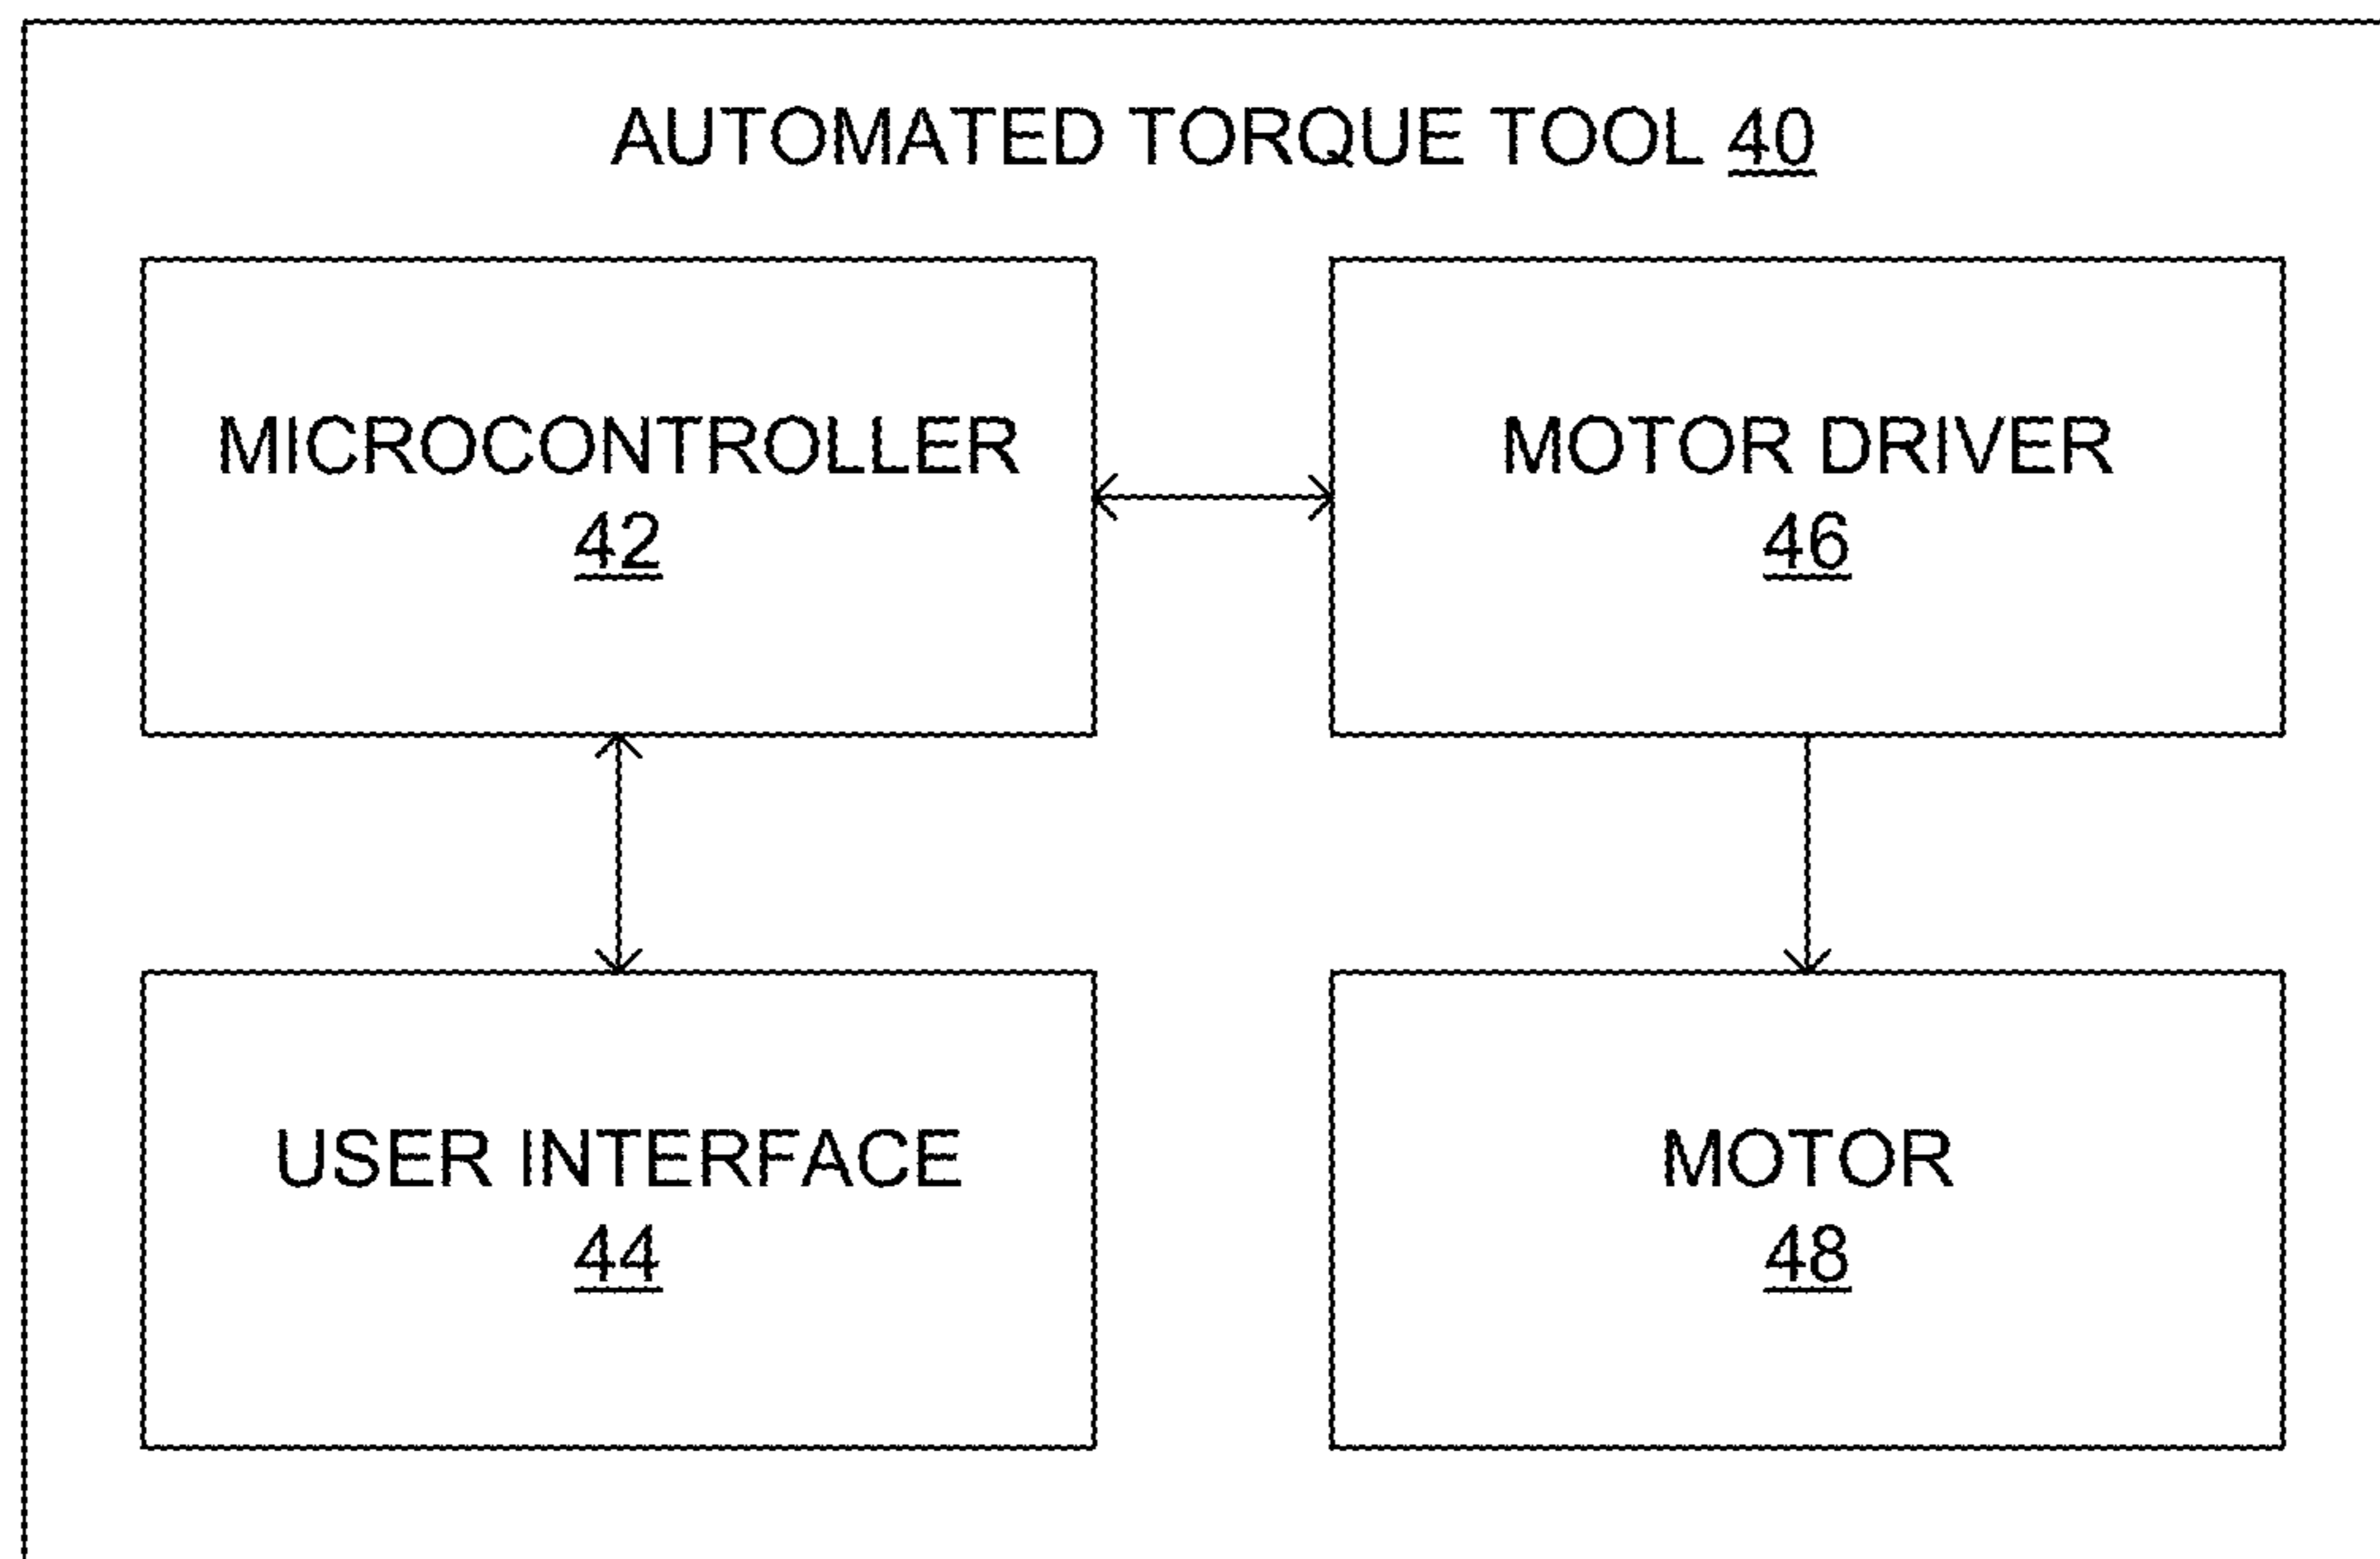 AUTOMATED TORQUE TOOL 40
MICROCONTROLLER
42
MOTOR DRIVER
46
USER INTERFACE
44
MOTOR
48